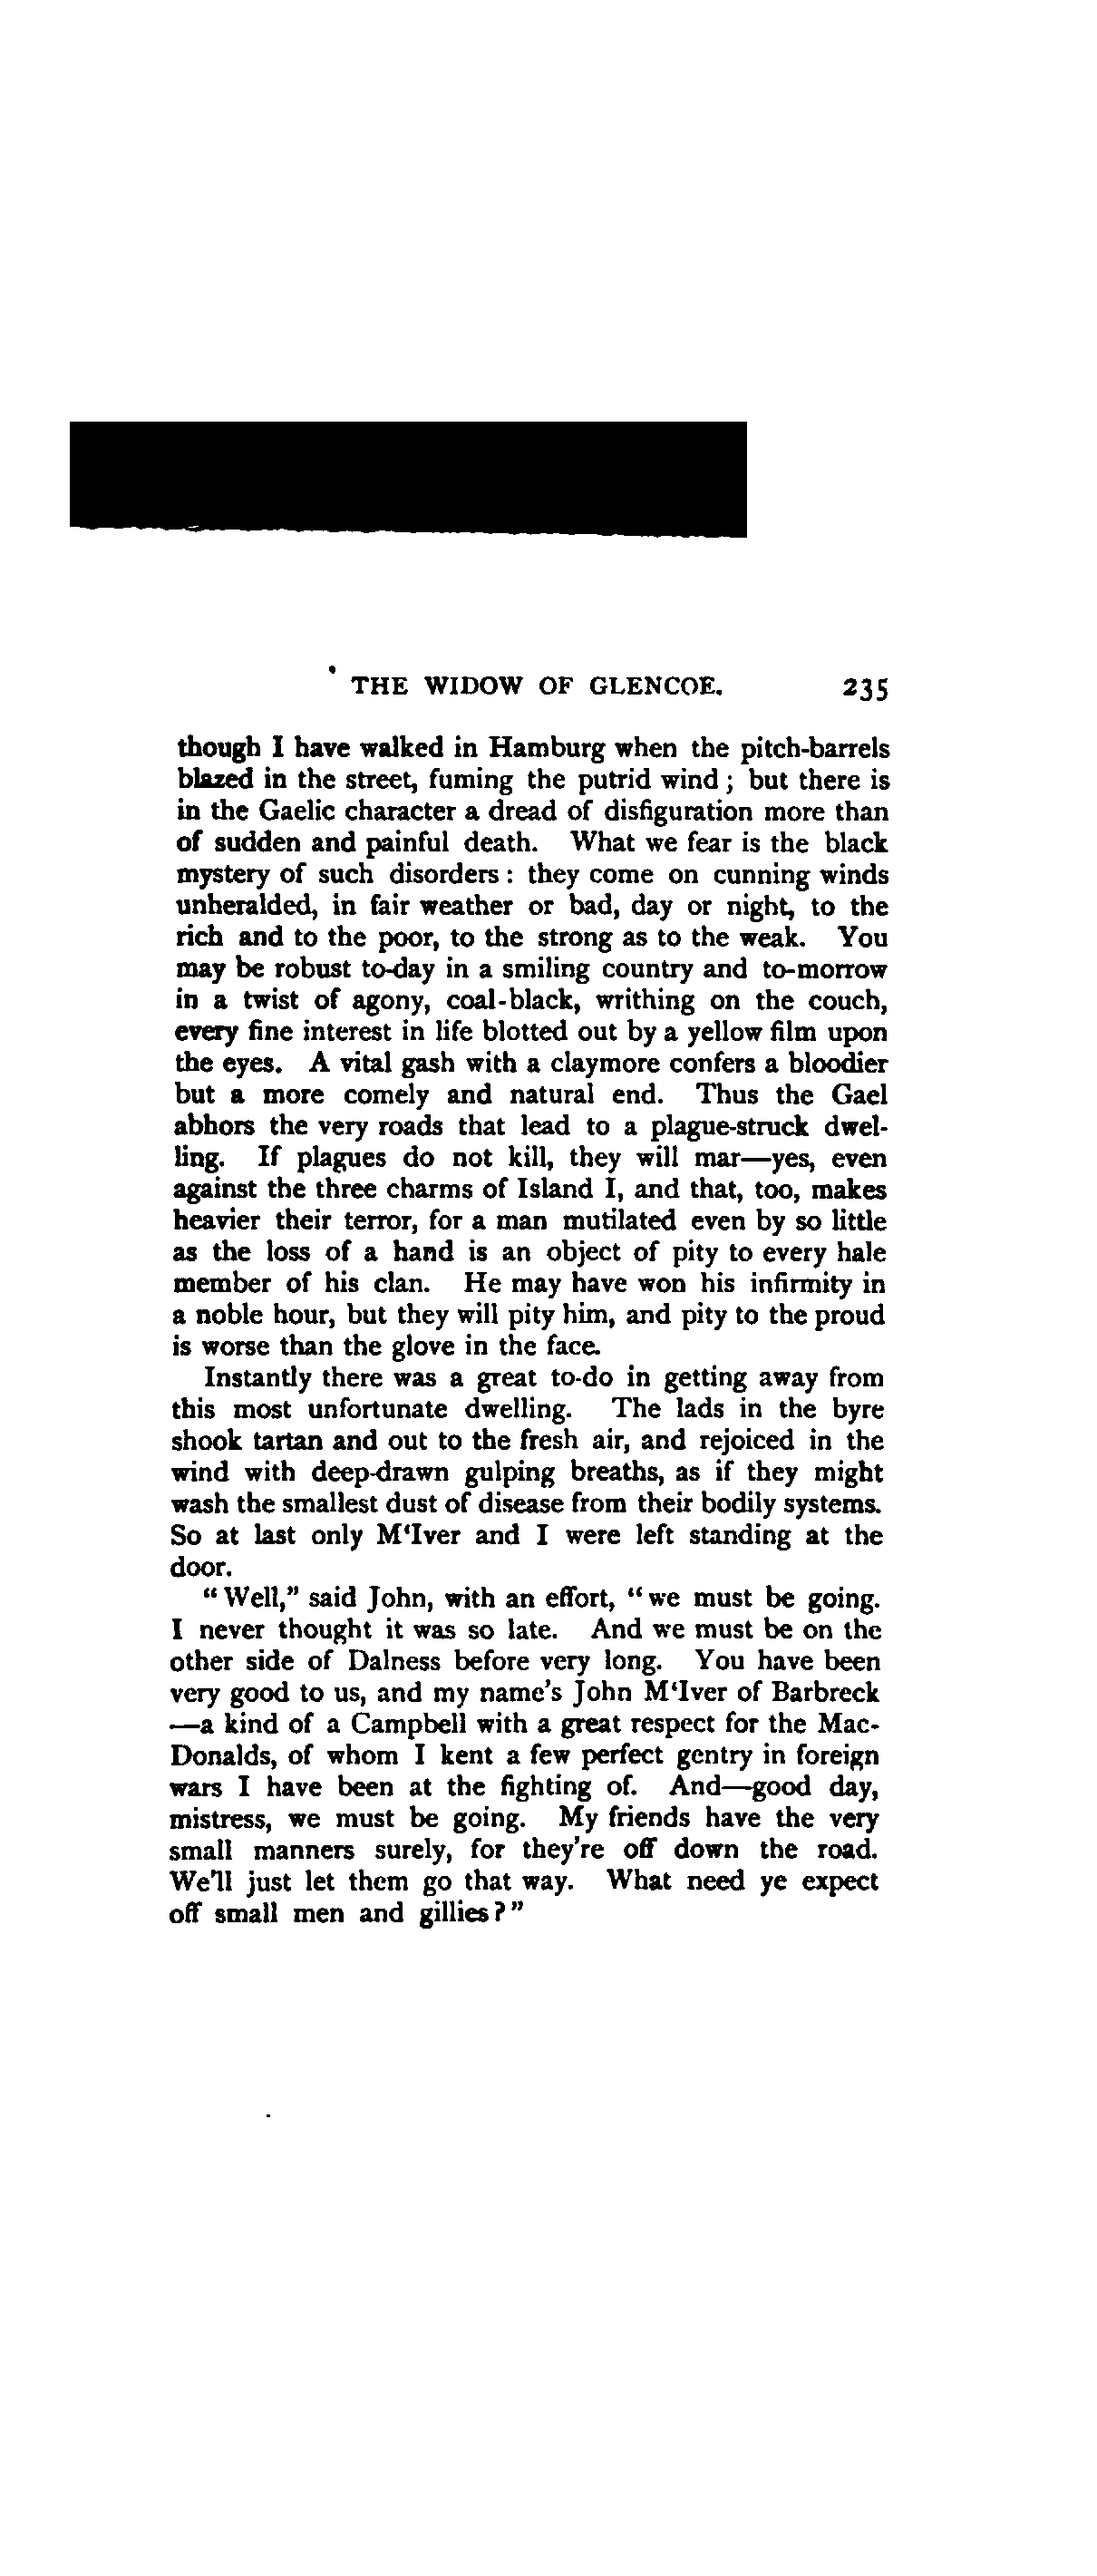 THE WIDOW OF GLENCOE. 235
though I have walked in Hamburg when the pitch-barrels
blazed in the street, fuming the putrid wind; but there is
in the Gaelic character a dread of disfiguration more than
of sudden and painful death. What we fear is the black
mystery of such disorders: they come on cunning winds
unheralded, in fair weather or bad, day or night, to the
rich and to the poor, to the strong as to the weak. You
may be robust to-day in a smiling country and to-morrow
in a twist of agony, coal-black, writhing on the couch,
every fine interest in life blotted out by a yellow film upon
the eyes. A vital gash with a claymore confers a bloodier
but a more comely and natural end. Thus the Gael
abhors the very roads that lead to a plague-struck dwel-
ling. If plagues do not kill, they will mar—yes, even
against the three charms of Island I, and that, too, makes
heavier their terror, for a man mutilated even by so little
as the loss of a hand is an object of pity to every hale
member of his clan. He may have won his infirmity in
a noble hour, but they will pity him, and pity to the proud
is worse than the glove in the face.
Instantly there was a great to-do in getting away from
this most unfortunate dwelling. The lads in the byre
shook tartan and out to the fresh air, and rejoiced in the
wind with deep-drawn gulping breaths, as if they might
wash the smallest dust of disease from their bodily systems.
So at last only M‘Iver and I were left standing at the
door.
“Well,” said John, with an effort, “we must be going.
I never thought it was so late. And we must be on the
other side of Dalness before very long. You have been
very good to us, and my name's John M‘Iver of Barbreck
—a kind of a Campbell with a great respect for the Mac-
Donalds, of whom I kent a few perfect gentry in foreign
wars I have been at the fighting of. And—good day,
mistress, we must be going. My friends have the very
small manners surely, for they're off down the road.
We'll just let them go that way. What need ye expect
off small men and gillies?”